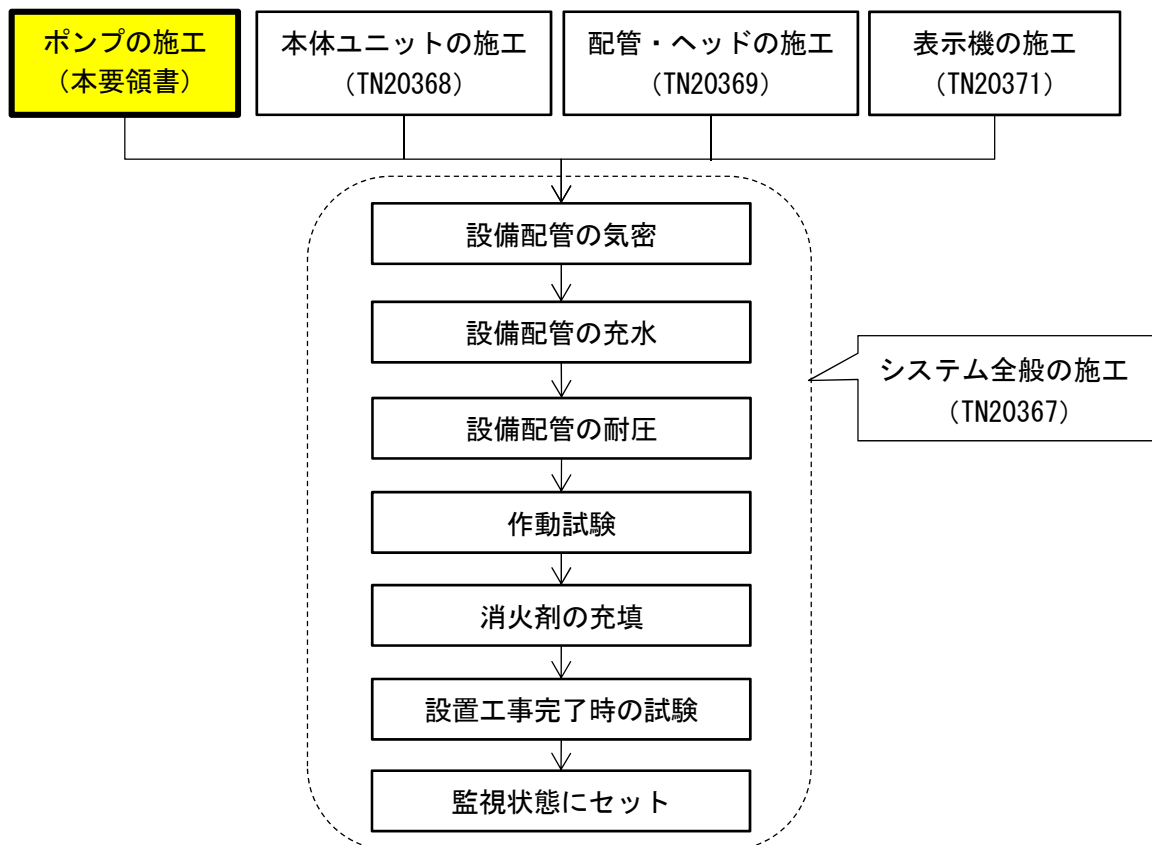 ポンプの施工
（本要領書）
本体ユニットの施工
（TN20368）
配管・ヘッドの施工
（TN20369）
表示機の施工
（TN20371）
設備配管の気密
設備配管の充水
設備配管の耐圧
システム全般の施工
（TN20367）
作動試験
消火剤の充填
設置工事完了時の試験
監視状態にセット